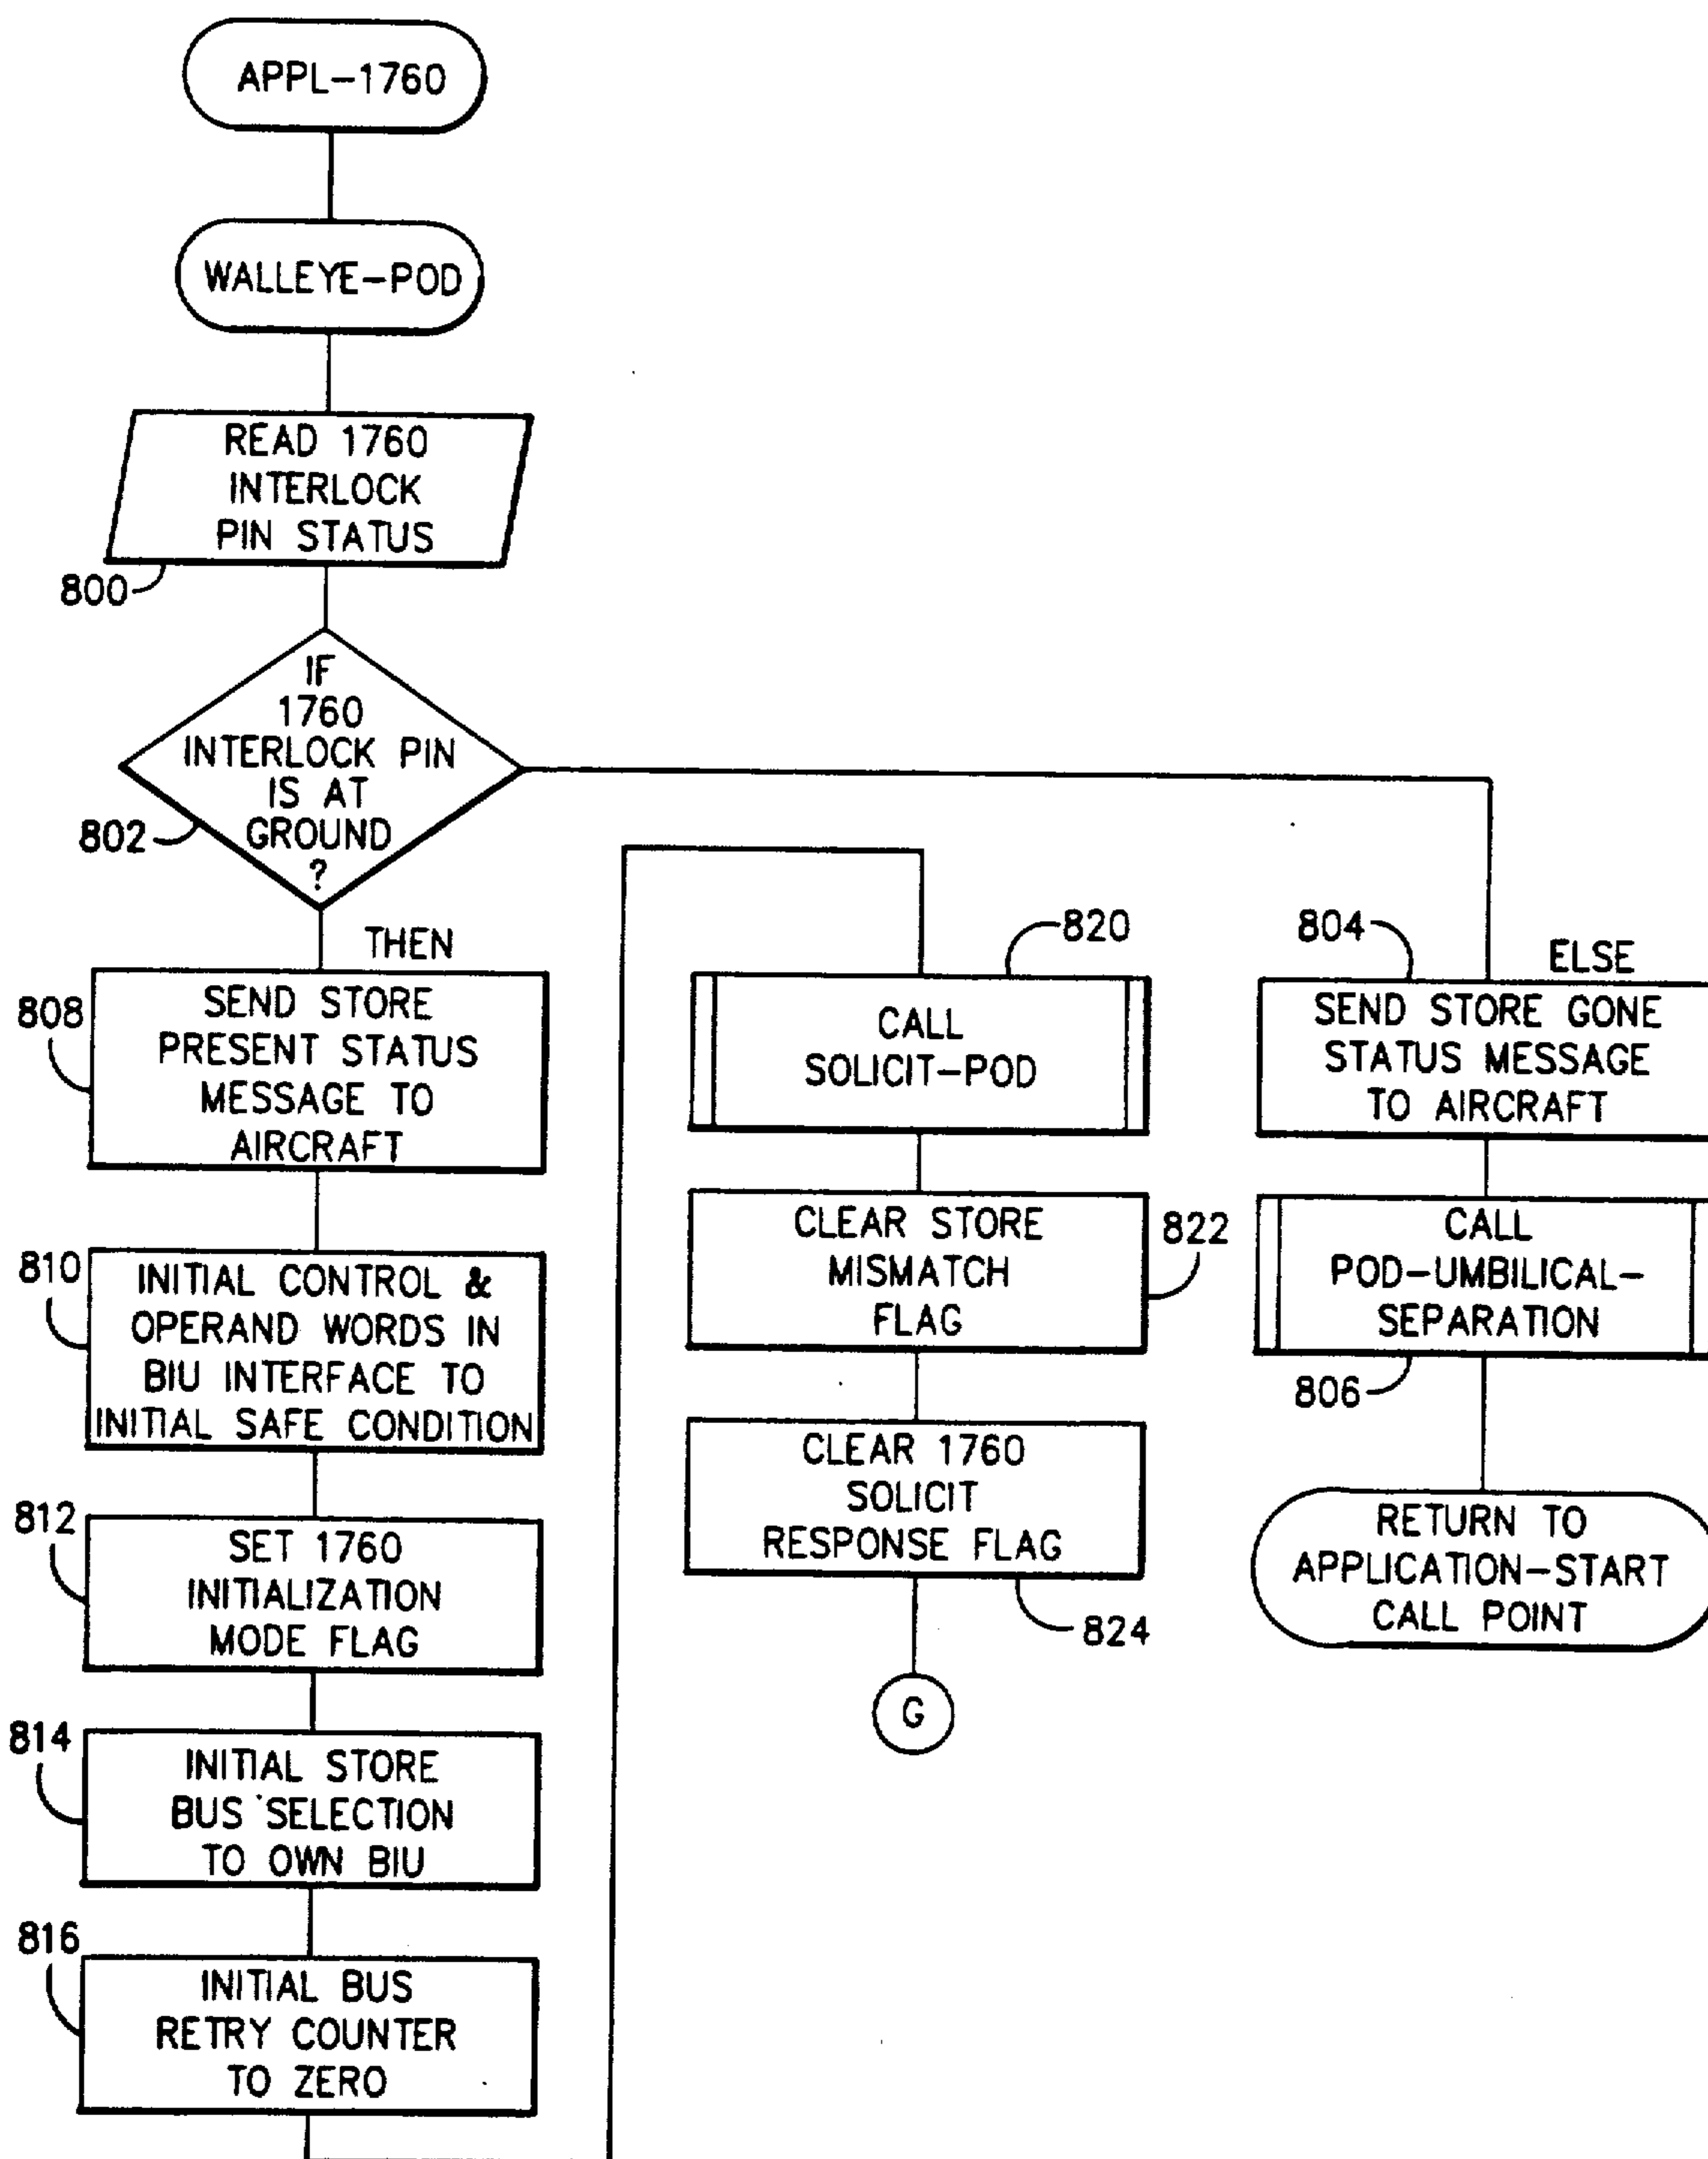 APPL-1760
WALLEYE-POD
READ 1760
INTERLOCK
PIN STATUS
800
IF
1760
INTERLOCK PIN
IS AT
GROUND
?
802
THEN
808
SEND STORE
PRESENT STATUS
MESSAGE TO
AIRCRAFT
810
INITIAL CONTROL &
OPERAND WORDS IN
BIU INTERFACE TO
INITIAL SAFE CONDITION
812
SET 1760
INITIALIZATION
MODE FLAG
814
INITIAL STORE
BUS SELECTION
TO OWN BIU
816
INITIAL BUS
RETRY COUNTER
TO ZERO
820
CALL
SOLICIT-POD
CLEAR STORE
MISMATCH
FLAG
822
CLEAR 1760
SOLICIT
RESPONSE FLAG
824
G
804
ELSE
SEND STORE GONE
STATUS MESSAGE
TO AIRCRAFT
CALL
POD-UMBILICAL-
SEPARATION
806
RETURN TO
APPLICATION-START
CALL POINT